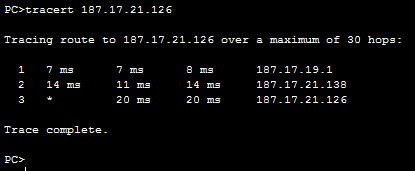 PC>tracert 187.17.21.126
Tracing route to 187.17.21.126 over a maximum of 30 hops:
1 7 ms 7 ms 8 ms 187.17.19.1
2 14 ms 11 ms 14 ms 187.17.21.138
3 * 20 ms 20 ms 187.17.21.126
Trace complete.
PC>